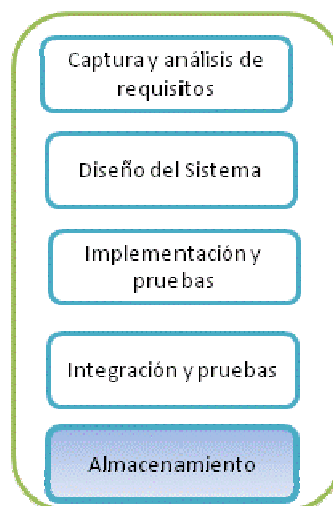 Captura y análisis de
requisitos
Diseño del Sistema
Implementación y
pruebas
Integración y pruebas
Almacenamiento